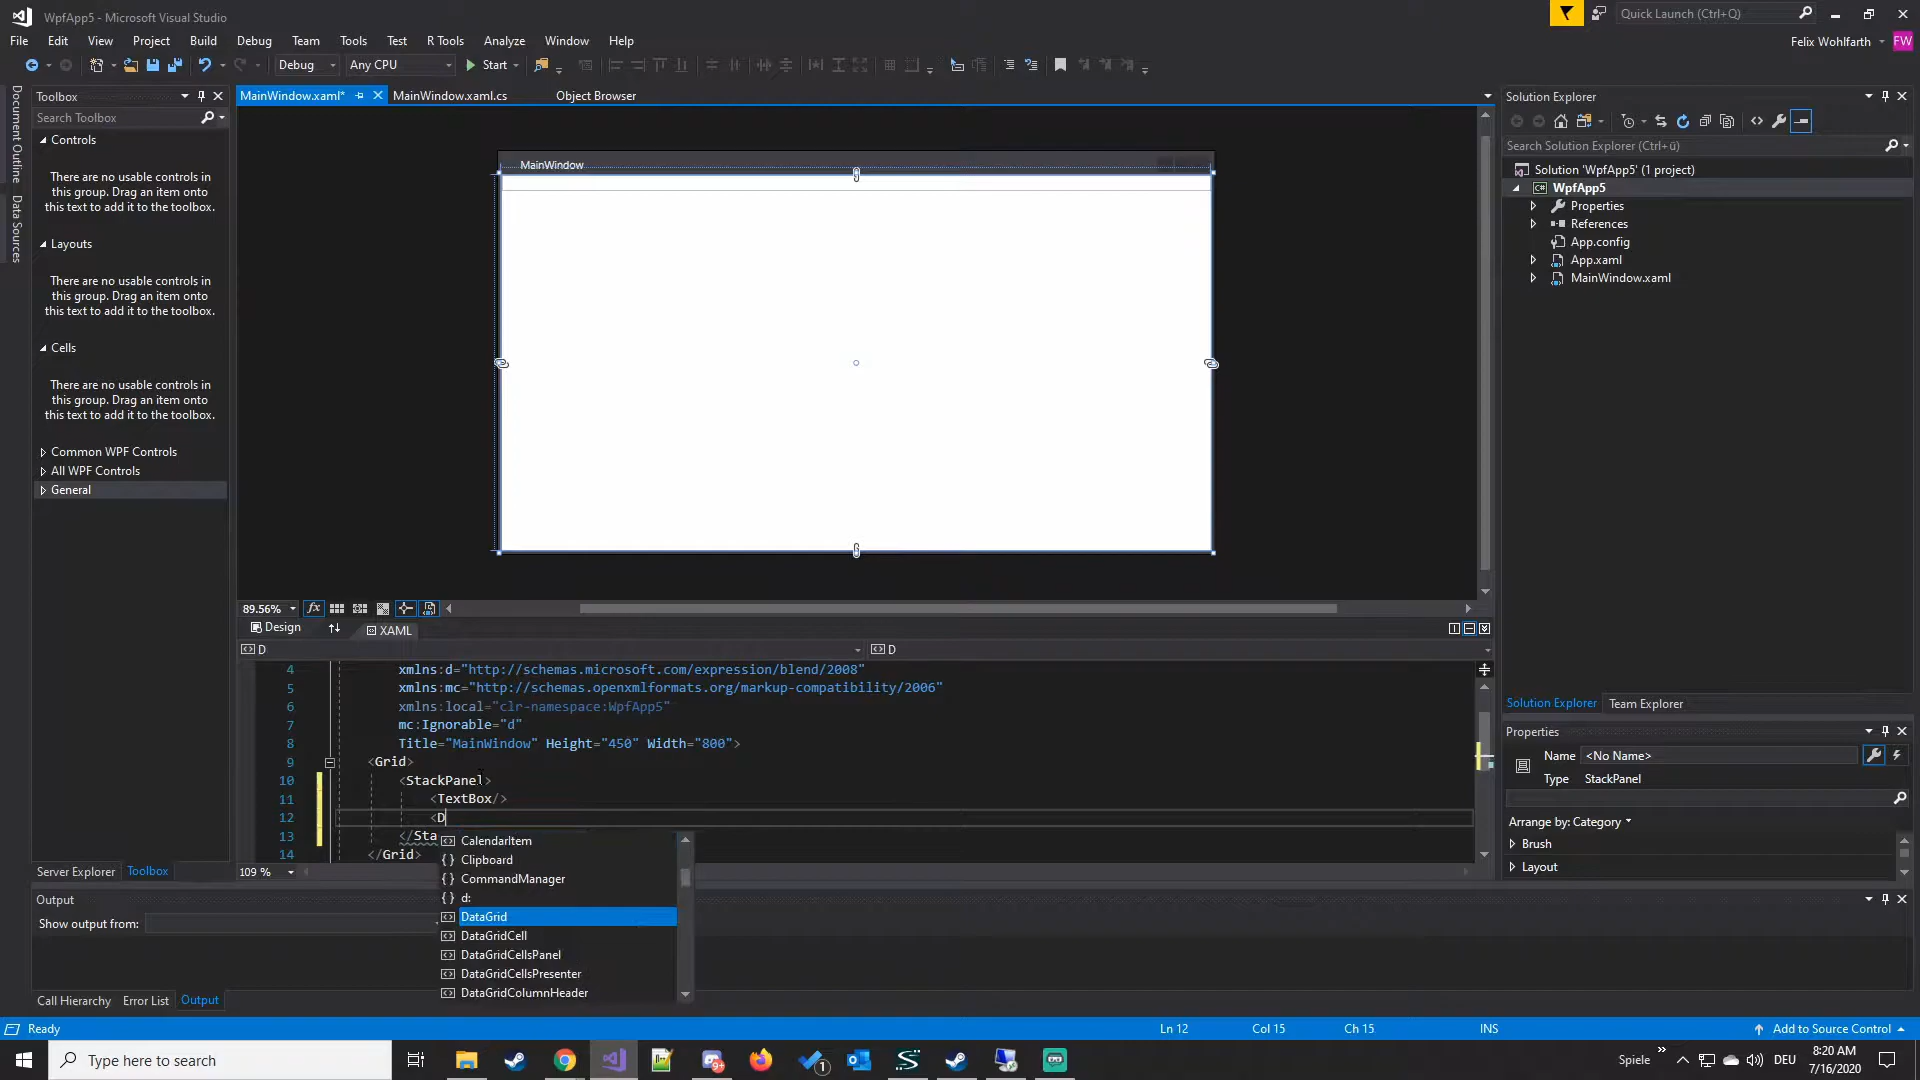 WpfApp5 - Microsoft Visual Studio
Quick Launch (Ctrl+Q)
File Edit View Project Build Debug Team Tools Test R Tools Analyze Window Help
Felix Wohlfarth FW
Debug Any CPU Start
Document Outline
Data Sources
Toolbox
Search Toolbox
Controls
There are no usable controls in
this group. Drag an item onto
this text to add it to the toolbox.
Layouts
There are no usable controls in
this group. Drag an item onto
this text to add it to the toolbox.
Cells
There are no usable controls in
this group. Drag an item onto
this text to add it to the toolbox.
Common WPF Controls
All WPF Controls
General
Server Explorer Toolbox
MainWindow.xaml* MainWindow.xaml.cs Object Browser
MainWindow
89.56%
Design XAML
D D
4 xmlns:d="http://schemas.microsoft.com/expression/blend/2008"
5 xmlns:mc="http://schemas.openxmlformats.org/markup-compatibility/2006"
6 xmlns:local="clr-namespace:WpfApp5"
7 mc:Ignorable="d"
8 Title="MainWindow" Height="450" Width="800">
9 <Grid>
10 <StackPanel>
11 <TextBox/>
12 <D
13 </Sta
14 </Grid>
109 %
CalendarItem
Clipboard
CommandManager
d:
DataGrid
DataGridCell
DataGridCellsPanel
DataGridCellsPresenter
DataGridColumnHeader
Solution Explorer
Search Solution Explorer (Ctrl+ü)
Solution 'WpfApp5' (1 project)
WpfApp5
Properties
References
App.config
App.xaml
MainWindow.xaml
Solution Explorer Team Explorer
Properties
Name <No Name>
Type StackPanel
Arrange by: Category
Brush
Layout
Output
Show output from:
Call Hierarchy Error List Output
Ready Ln 12 Col 15 Ch 15 INS Add to Source Control
Type here to search
1
9+
Spiele » DEU
8:20 AM
7/16/2020